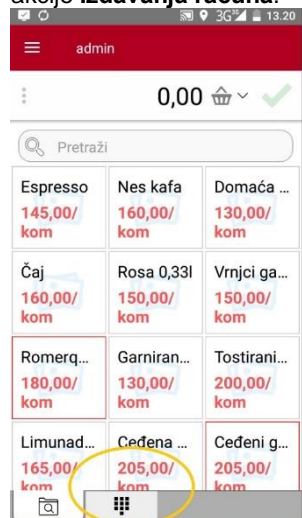 izdavanja računa.
3G 13.20
admin
0,00
Pretraži
Espresso Nes kafa Domaća ...
145,00/ 160,00/ 130,00/
kom kom kom
Čaj Rosa 0,33l Vrnjci ga...
160,00/ 150,00/ 150,00/
kom kom kom
Romerq... Garniran... Tostirani...
180,00/ 130,00/ 200,00/
kom kom kom
Limunad... Ceđena ... Ceđeni g...
165,00/ 205,00/ 205,00/
kom kom kom